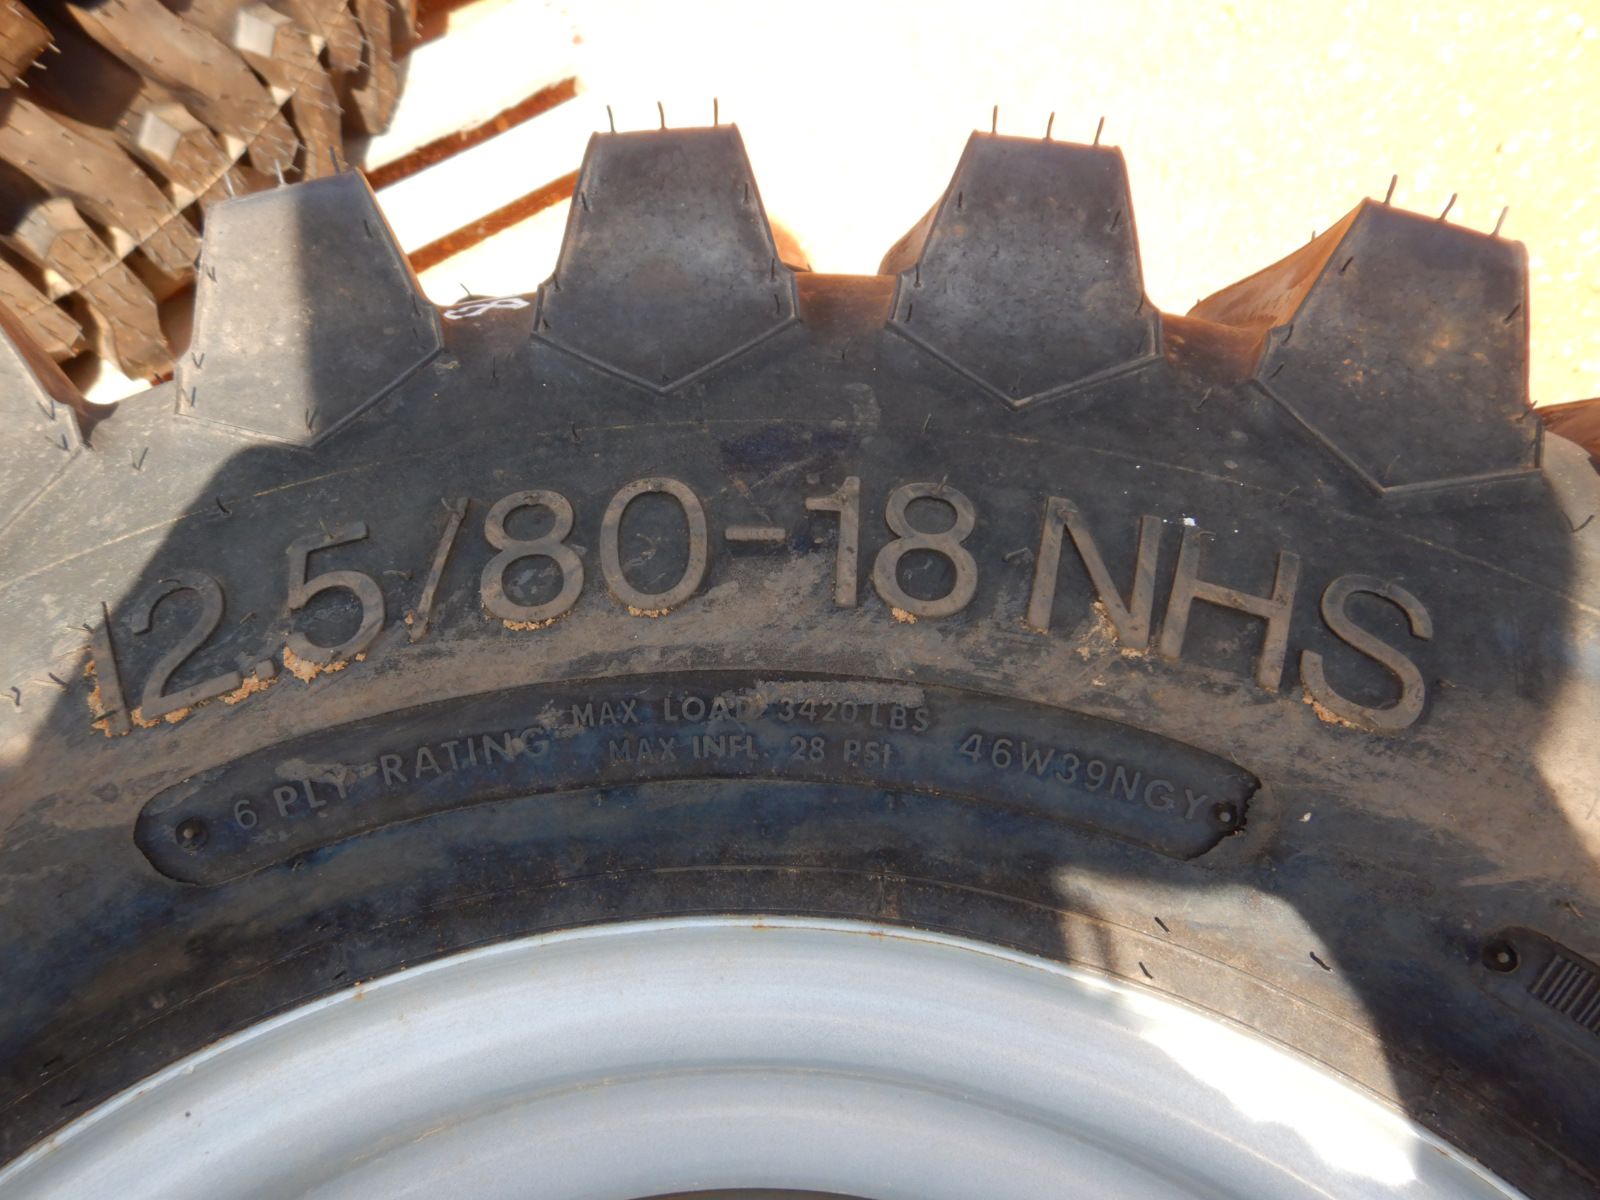 12.5/80-18 NHS
6 PLY RATING
MAX LOAD 3420 LBS
MAX INFL. 28 PSI
46W39NGY